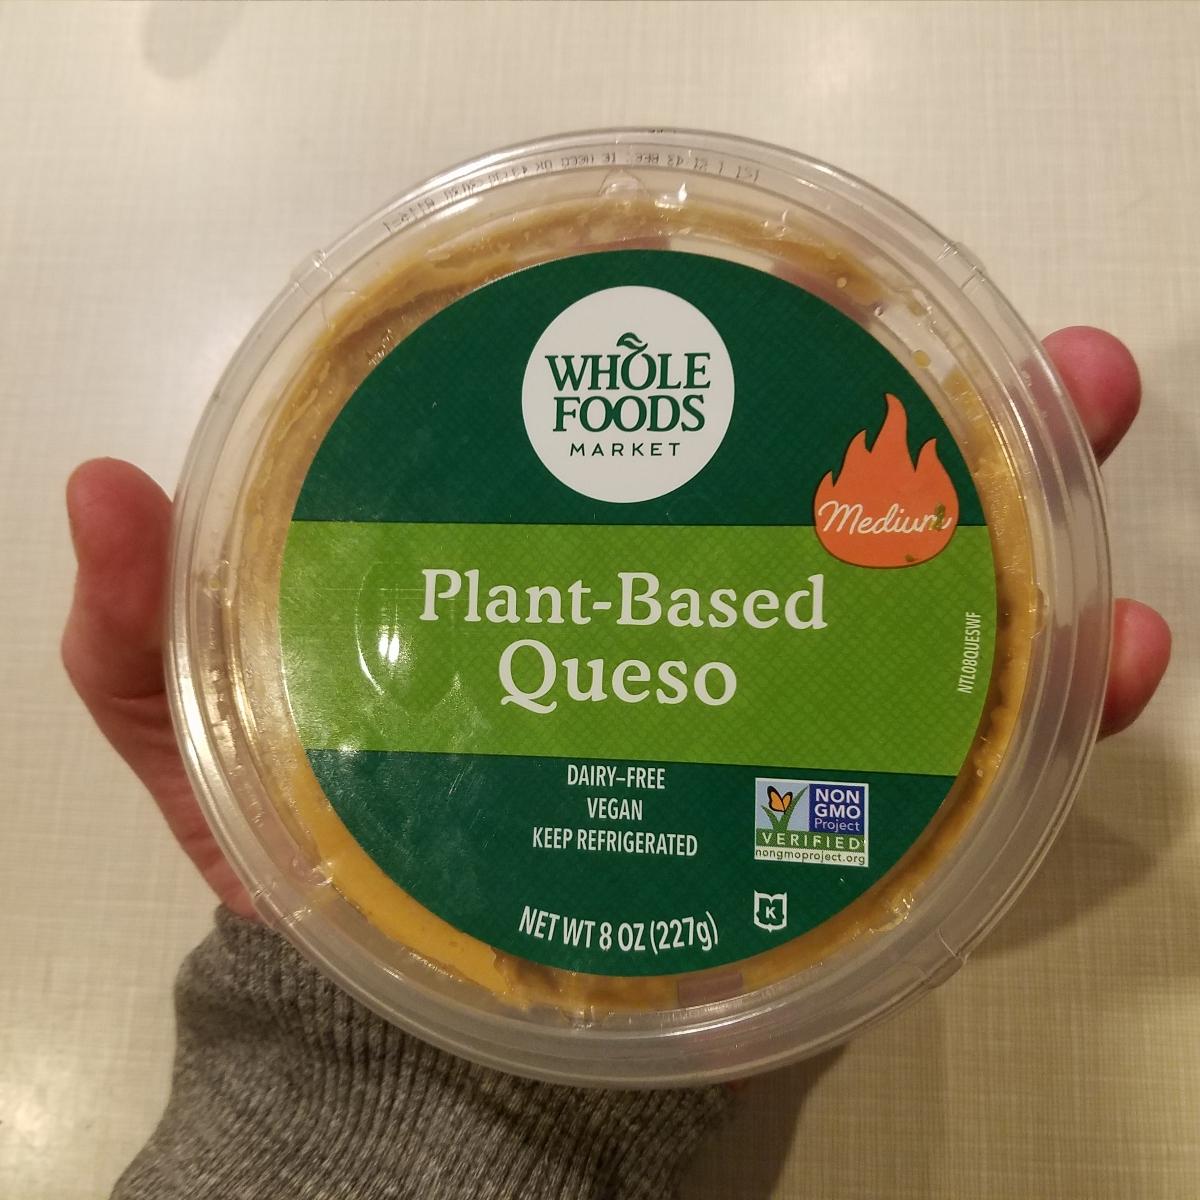 WHOLE
FOODS
MARKET
Medium
Plant-Based
Queso
NTL08QUESWF
DAIRY-FREE
VEGAN
KEEP REFRIGERATED
NON
GMO
Project
VERIFIED
nongmoproject.org
K
NET WT 8 OZ (227g)